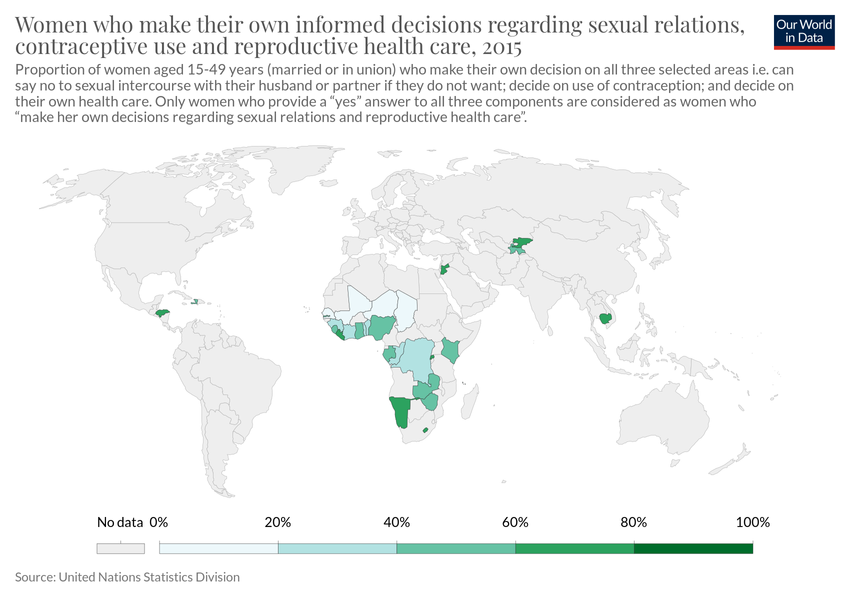 Women who make their own informed decisions regarding sexual relations,
contraceptive use and reproductive health care, 2015
Our World
in Data
Proportion of women aged 15-49 years (married or in union) who make their own decision on all three selected areas i.e. can
say no to sexual intercourse with their husband or partner if they do not want; decide on use of contraception; and decide on
their own health care. Only women who provide a “yes” answer to all three components are considered as women who
“make her own decisions regarding sexual relations and reproductive health care”.
No data 0% 20% 40% 60% 80% 100%
Source: United Nations Statistics Division